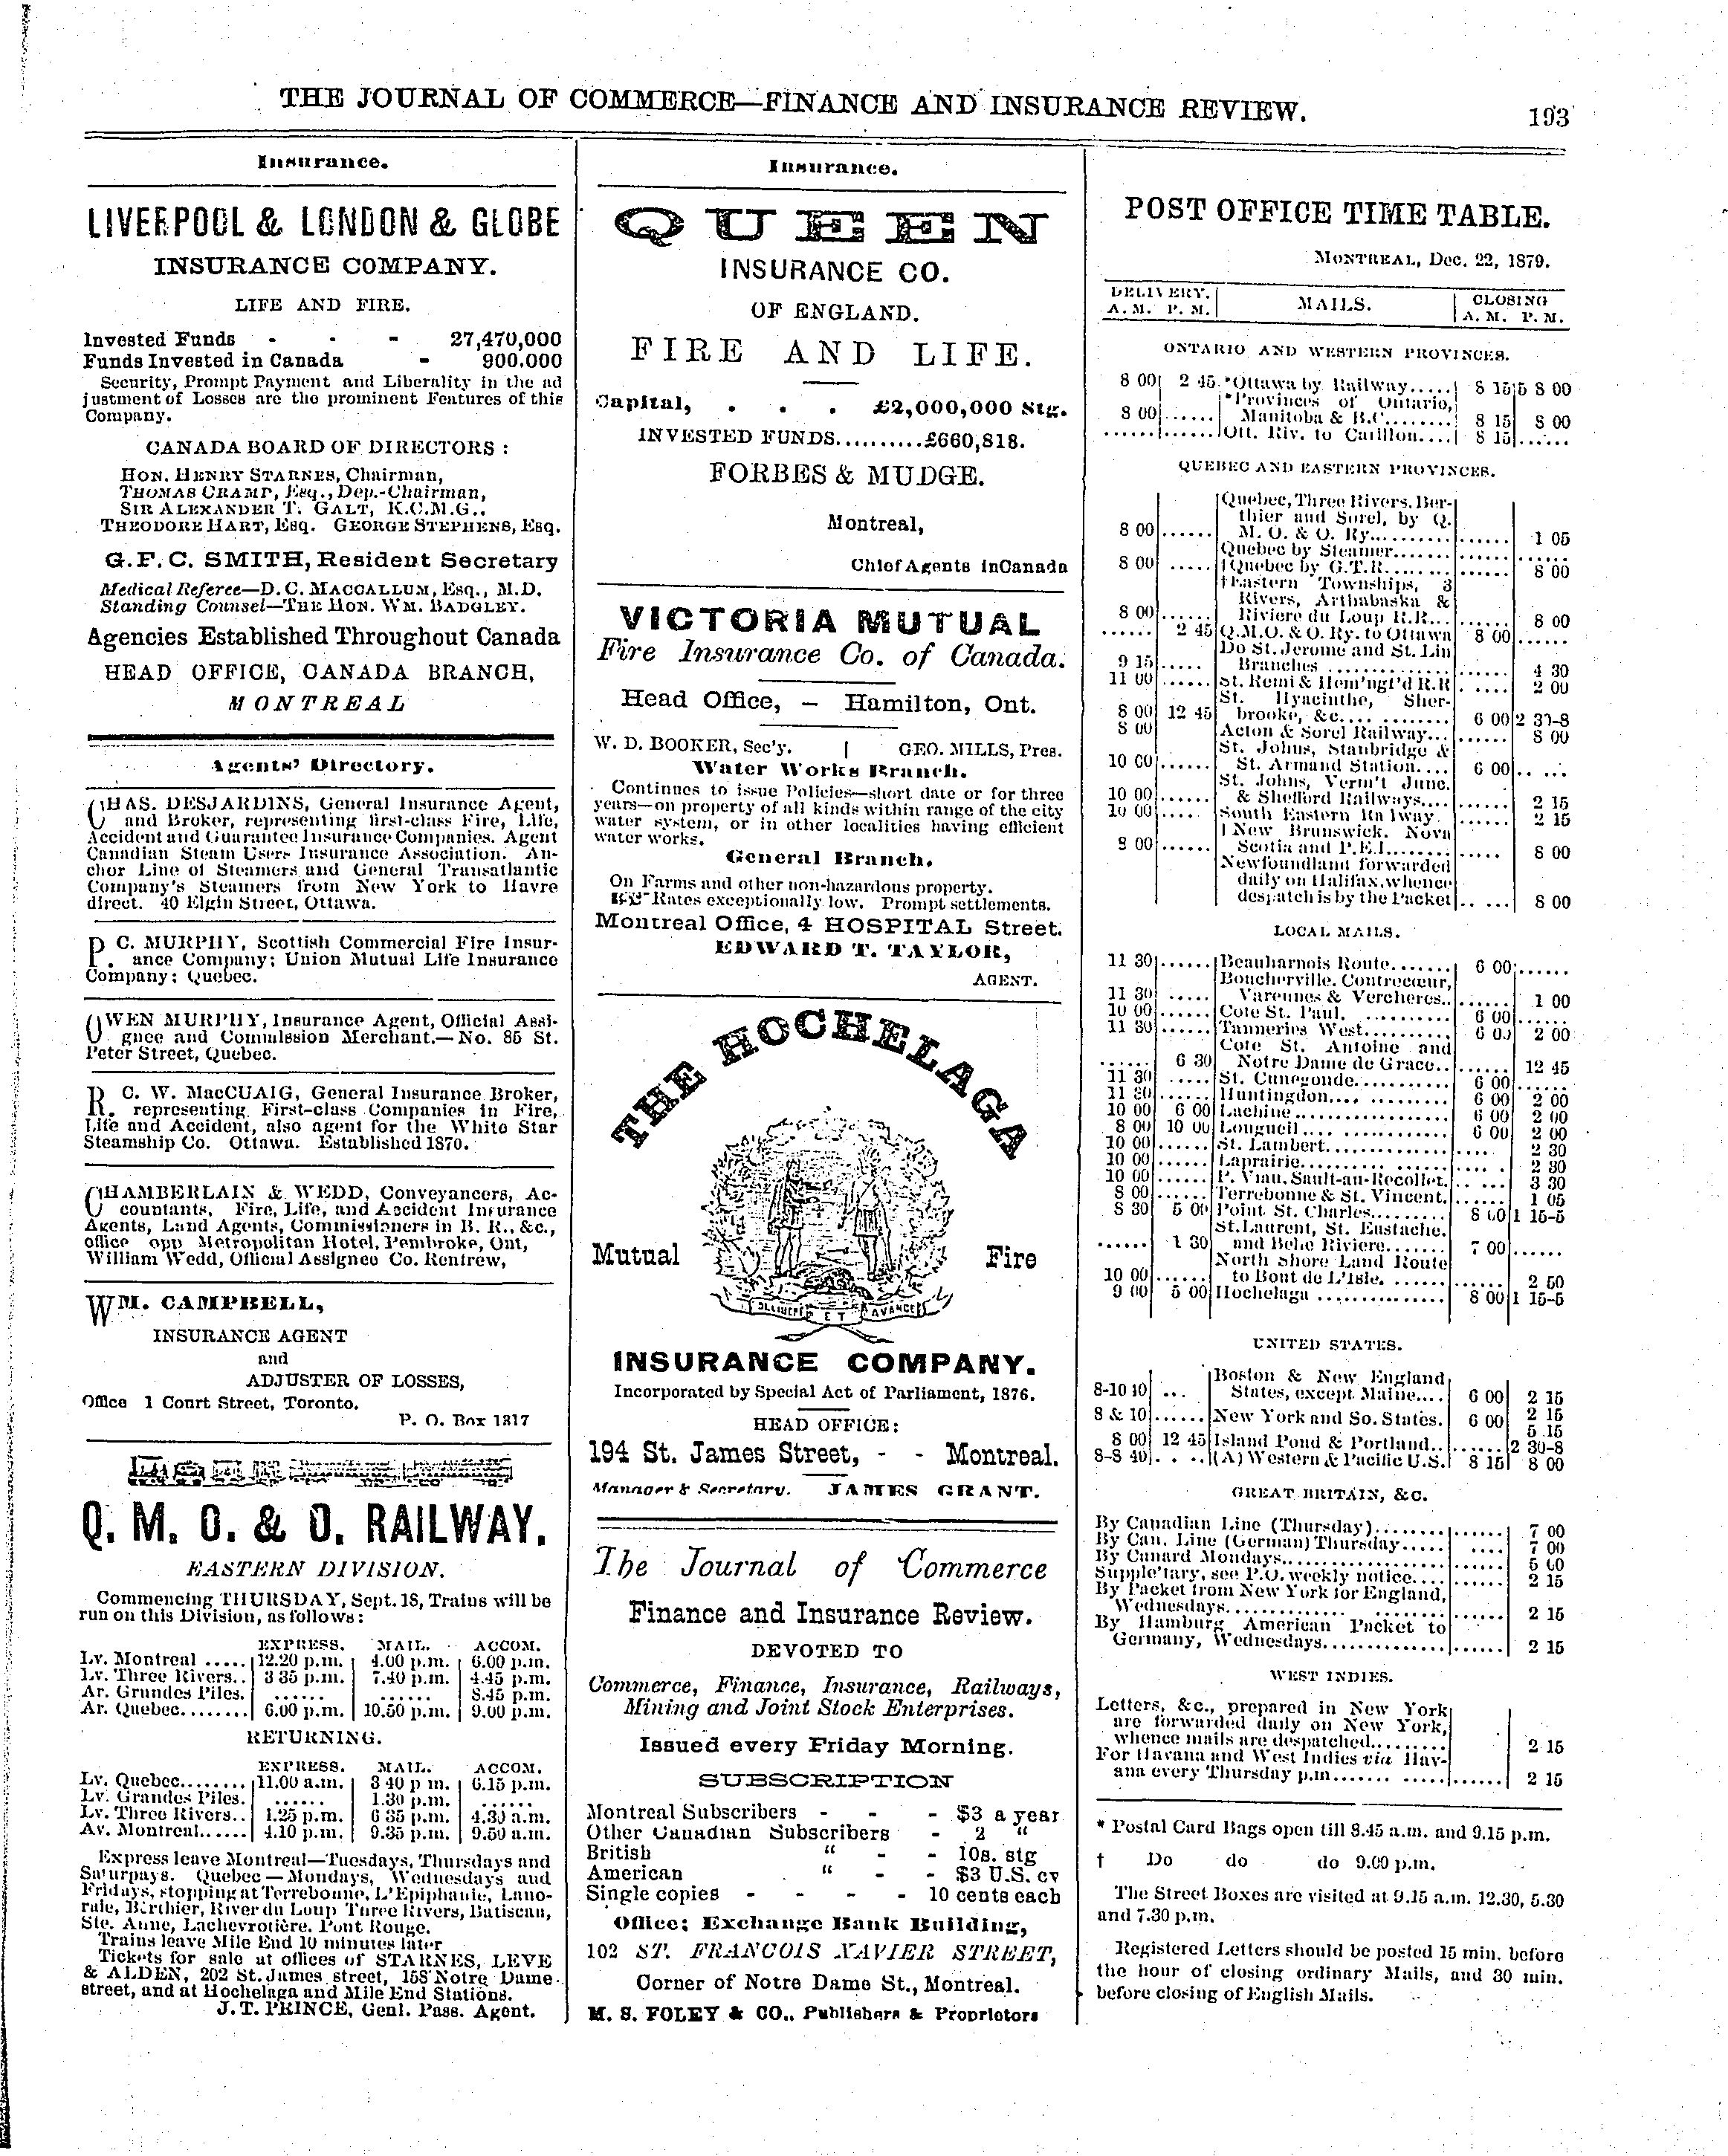 THE JOURNAL OF COMMERCE—FINANCE AND INSURANCE REVIEW. 193
Insurance.
LIVERPOOL & LONDON & GLOBE
INSURANCE COMPANY.
LIFE AND FIRE.
Invested Funds - - - 27,470,000
Funds Invested in Canada - 900.000
Security, Prompt Payment and Liberality in the ad
justment of Losses are the prominent Features of this
Company.
CANADA BOARD OF DIRECTORS :
HON. HENRY STARNES, Chairman,
THOMAS CRAMP, Esq., Dep.-Chairman,
SIR ALEXANDER T. GALT, K.C.M.G..
THEODORE HART, Esq. GEORGE STEPHENS, Esq.
G. F. C. SMITH, Resident Secretary
Medical Referee—D. C. MACCALLUM, Esq., M.D.
Standing Counsel—THE HON. WM. BADGLEY.
Agencies Established Throughout Canada
HEAD OFFICE, CANADA BRANCH,
MONTREAL
Agents' Directory.
CHAS. DESJARDINS, General Insurance Agent,
and Broker, representing first-class Fire, Life,
Accident and Guarantee Insurance Companies. Agent
Canadian Steam Users Insurance Association. An-
chor Line of Steamers and General Transatlantic
Company's Steamers from New York to Havre
direct. 40 Elgin Street, Ottawa.
P. C. MURPHY, Scottish Commercial Fire Insur-
ance Company; Union Mutual Life Insurance
Company; Quebec.
OWEN MURPHY, Insurance Agent, Official Assi-
gnee and Commission Merchant.—No. 85 St.
Peter Street, Quebec.
R. C. W. MacCUAIG, General Insurance Broker,
representing First-class Companies in Fire,
Life and Accident, also agent for the White Star
Steamship Co. Ottawa. Established 1870.
CHAMBERLAIN & WEDD, Conveyancers, Ac-
countants, Fire, Life, and Accident Insurance
Agents, Land Agents, Commissioners in B. R., &c.,
office opp Metropolitan Hotel, Pembroke, Ont,
William Wedd, Official Assignee Co. Renfrew,
WM. CAMPBELL,
INSURANCE AGENT
and
ADJUSTER OF LOSSES,
Office 1 Court Street, Toronto.
P. O. Box 1317
Q. M. O. & O. RAILWAY.
EASTERN DIVISION.
Commencing THURSDAY, Sept. 18, Trains will be
run on this Division, as follows:
EXPRESS. MAIL. ACCOM.
Lv. Montreal ..... 12.20 p.m. 4.00 p.m. 6.00 p.m.
Lv. Three Rivers.. 3 35 p.m. 7.40 p.m. 4.45 p.m.
Ar. Grandes Piles. ...... ...... 8.45 p.m.
Ar. Quebec........ 6.00 p.m. 10.50 p.m. 9.00 p.m.
RETURNING.
EXPRESS. MAIL. ACCOM.
Lv. Quebec........ 11.00 a.m. 3 40 p m. 6.15 p.m.
Lv. Grandes Piles. ...... 1.30 p.m. ......
Lv. Three Rivers.. 1.25 p.m. 6 35 p.m. 4.30 a.m.
Av. Montreal...... 4.10 p.m. 9.35 p.m. 9.50 a.m.
Express leave Montreal—Tuesdays, Thursdays and
Saturpays. Quebec—Mondays, Wednesdays and
Fridays, stopping at Terrebonne, L'Epiphanie, Lano-
raie, Berthier, River du Loup Three Rivers, Batiscan,
Ste. Anne, Lachevrotière, Pont Rouge.
Trains leave Mile End 10 minutes later
Tickets for sale at offices of STARNES, LEVE
& ALDEN, 202 St. James street, 158 Notre Dame
street, and at Hochelaga and Mile End Stations.
J. T. PRINCE, Genl. Pass. Agent.
Insurance.
QUEEN
INSURANCE CO.
OF ENGLAND.
FIRE AND LIFE.
Capital, . . . £2,000,000 Stg.
INVESTED FUNDS..........£660,818.
FORBES & MUDGE.
Montreal,
Chief Agents in Canada
VICTORIA MUTUAL
Fire Insurance Co. of Canada.
Head Office, — Hamilton, Ont.
W. D. BOOKER, Sec'y. | GEO. MILLS, Pres.
Water Works Branch.
Continues to issue Policies—short date or for three
years—on property of all kinds within range of the city
water system, or in other localities having efficient
water works.
General Branch.
On Farms and other non-hazardous property.
Rates exceptionally low. Prompt settlements.
Montreal Office, 4 HOSPITAL Street.
EDWARD T. TAYLOR,
AGENT.
THE HOCHELAGA
Mutual Fire
ET AVANCE
INSURANCE COMPANY.
Incorporated by Special Act of Parliament, 1876.
HEAD OFFICE:
194 St. James Street, - - Montreal.
Manager & Secretary. JAMES GRANT.
The Journal of Commerce
Finance and Insurance Review.
DEVOTED TO
Commerce, Finance, Insurance, Railways,
Mining and Joint Stock Enterprises.
Issued every Friday Morning.
SUBSCRIPTION
Montreal Subscribers - - - $3 a year
Other Canadian Subscribers - 2 “
British “ - - 10s. stg
American “ - - $3 U.S. cy
Single copies - - - - 10 cents each
Office; Exchange Bank Building,
102 ST. FRANCOIS XAVIER STREET,
Corner of Notre Dame St., Montreal.
M. S. FOLEY & CO., Publishers & Proprietors
POST OFFICE TIME TABLE.
MONTREAL, Dec. 22, 1879.
DELIVERY. MAILS. CLOSING
A. M. P. M. A. M. P. M.
ONTARIO AND WESTERN PROVINCES.
8 00 2 45 *Ottawa by Railway..... 8 15 5 8 00
*Provinces of Ontario,
8 00 ...... Manitoba & B.C........ 8 15 8 00
...... ...... Ott. Riv. to Carillon.... 8 15 ......
QUEBEC AND EASTERN PROVINCES.
Quebec, Three Rivers, Ber-
thier and Sorel, by Q.
8 00 ...... M. O. & O. Ry.......... ...... 1 05
Quebec by Steamer....... ...... ......
8 00 ..... †Quebec by G.T.R........ ...... 8 00
†Eastern Townships, 3
Rivers, Arthabaska &
8 00 ...... Riviere du Loup R.R... ...... 8 00
...... 2 45 Q.M.O. & O. Ry. to Ottawa 8 00 ......
Do St. Jerome and St. Lin
9 15 ..... Branches ............ ...... 4 30
11 00 ...... St. Remi & Hem'ngf'd R.R ..... 2 00
St. Hyacinthe, Sher-
8 00 12 45 brooke, &c............ 6 00 2 30-8
8 00 Acton & Sorel Railway... ...... 8 00
St. Johns, Stanbridge &
10 00 ...... St. Armand Station.... 6 00 .....
St. Johns, Verm't Junc.
10 00 ...... & Shefford Railways.... ...... 2 15
10 00 ..... South Eastern Railway. ...... 2 15
New Brunswick. Nova
8 00 ...... Scotia and P.E.I........ ..... 8 00
Newfoundland forwarded
daily on Halifax, whence
despatch is by the Packet ..... 8 00
LOCAL MAILS.
11 30 ...... Beauharnois Route....... 6 00 ......
Boucherville. Contrecœur,
11 30 ..... Varennes & Vercheres.. ...... 1 00
10 00 ...... Cote St. Paul. .......... 6 00 ......
11 30 ...... Tanneries West.......... 6 00 2 00
Cote St. Antoine and
...... 6 30 Notre Dame de Grace.. ...... 12 45
11 30 ..... St. Cunegonde........... 6 00 ......
11 30 ...... Huntingdon............. 6 00 2 00
10 00 6 00 Lachine................. 6 00 2 00
8 00 10 00 Longueil................ 6 00 2 00
10 00 ...... St. Lambert............. .... 2 30
10 00 ...... Laprairie............... ..... 2 30
10 00 ...... P. Viau, Sault-au-Recollet. ..... 3 30
8 00 ...... Terrebonne & St. Vincent. ...... 1 05
8 30 5 00 Point St. Charles......... 8 00 1 15-5
St. Laurent, St. Eustache.
...... 1 30 and Belle Riviere....... 7 00 ......
North Shore Land Route
10 00 ...... to Bout de L'Isle. ...... ...... 2 50
9 00 5 00 Hochelaga .............. 8 00 1 15-5
UNITED STATES.
Boston & New England
8-10 10 ... States, except Maine.... 6 00 2 15
8 & 10 ...... New York and So. States. 6 00 2 15
5 15
8 00 12 45 Island Pond & Portland.. ...... 2 30-8
8-8 40 .... (A) Western & Pacific U.S. 8 15 8 00
GREAT BRITAIN, &C.
By Canadian Line (Thursday)......... ...... 7 00
By Can. Line (German) Thursday..... .... 7 00
By Cunard Mondays................. ...... 5 00
Supple'tary, see P.O. weekly notice.... ...... 2 15
By Packet from New York for England,
Wednesdays.................... ...... 2 15
By Hamburg American Packet to
Germany, Wednesdays............. ...... 2 15
WEST INDIES.
Letters, &c., prepared in New York
are forwarded daily on New York,
whence mails are despatched......... 2 15
For Havana and West Indies via Hav-
ana every Thursday p.m............ ...... 2 15
* Postal Card Bags open till 8.45 a.m. and 9.15 p.m.
† Do do do 9.00 p.m.
The Street Boxes are visited at 9.15 a.m. 12.30, 5.30
and 7.30 p.m.
Registered Letters should be posted 15 min. before
the hour of closing ordinary Mails, and 30 min.
before closing of English Mails.